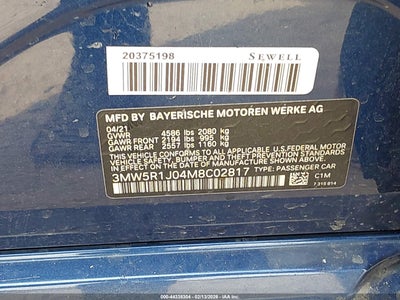 20375198 SEWELL
MFD BY BAYERISCHE MOTOREN WERKE AG
04/21
GVWR 4586 lbs 2080 kg
GAWR FRONT 2194 lbs 995 kg
GAWR REAR 2557 lbs 1160 kg
THIS VEHICLE CONFORMS TO ALL APPLICABLE U.S. FEDERAL MOTOR
VEHICLE SAFETY, BUMPER, AND THEFT PREVENTION STANDARDS
IN EFFECT ON THE DATE OF MANUFACTURE SHOWN ABOVE.
3MW5R1J04M8C02817 TYPE: PASSENGER CAR
C1M
7 315 814
000-44338304 - 02/13/2026 - IAA